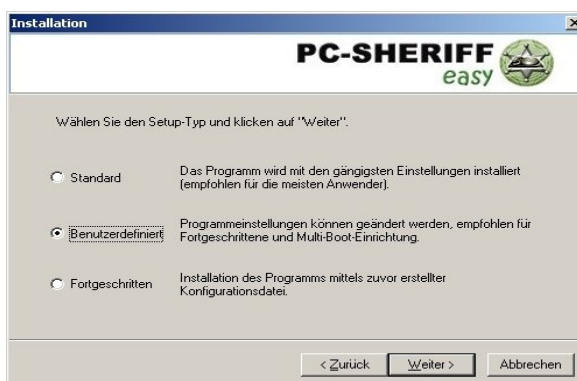 Installation
PC-SHERIFF
easy
Wählen Sie den Setup-Typ und klicken auf "Weiter".
Standard
Das Programm wird mit den gängigsten Einstellungen installiert
(empfohlen für die meisten Anwender).
Benutzerdefiniert
Programmeinstellungen können geändert werden, empfohlen für
Fortgeschrittene und Multi-Boot-Einrichtung.
Fortgeschritten
Installation des Programms mittels zuvor erstellter
Konfigurationsdatei.
< Zurück
Weiter >
Abbrechen